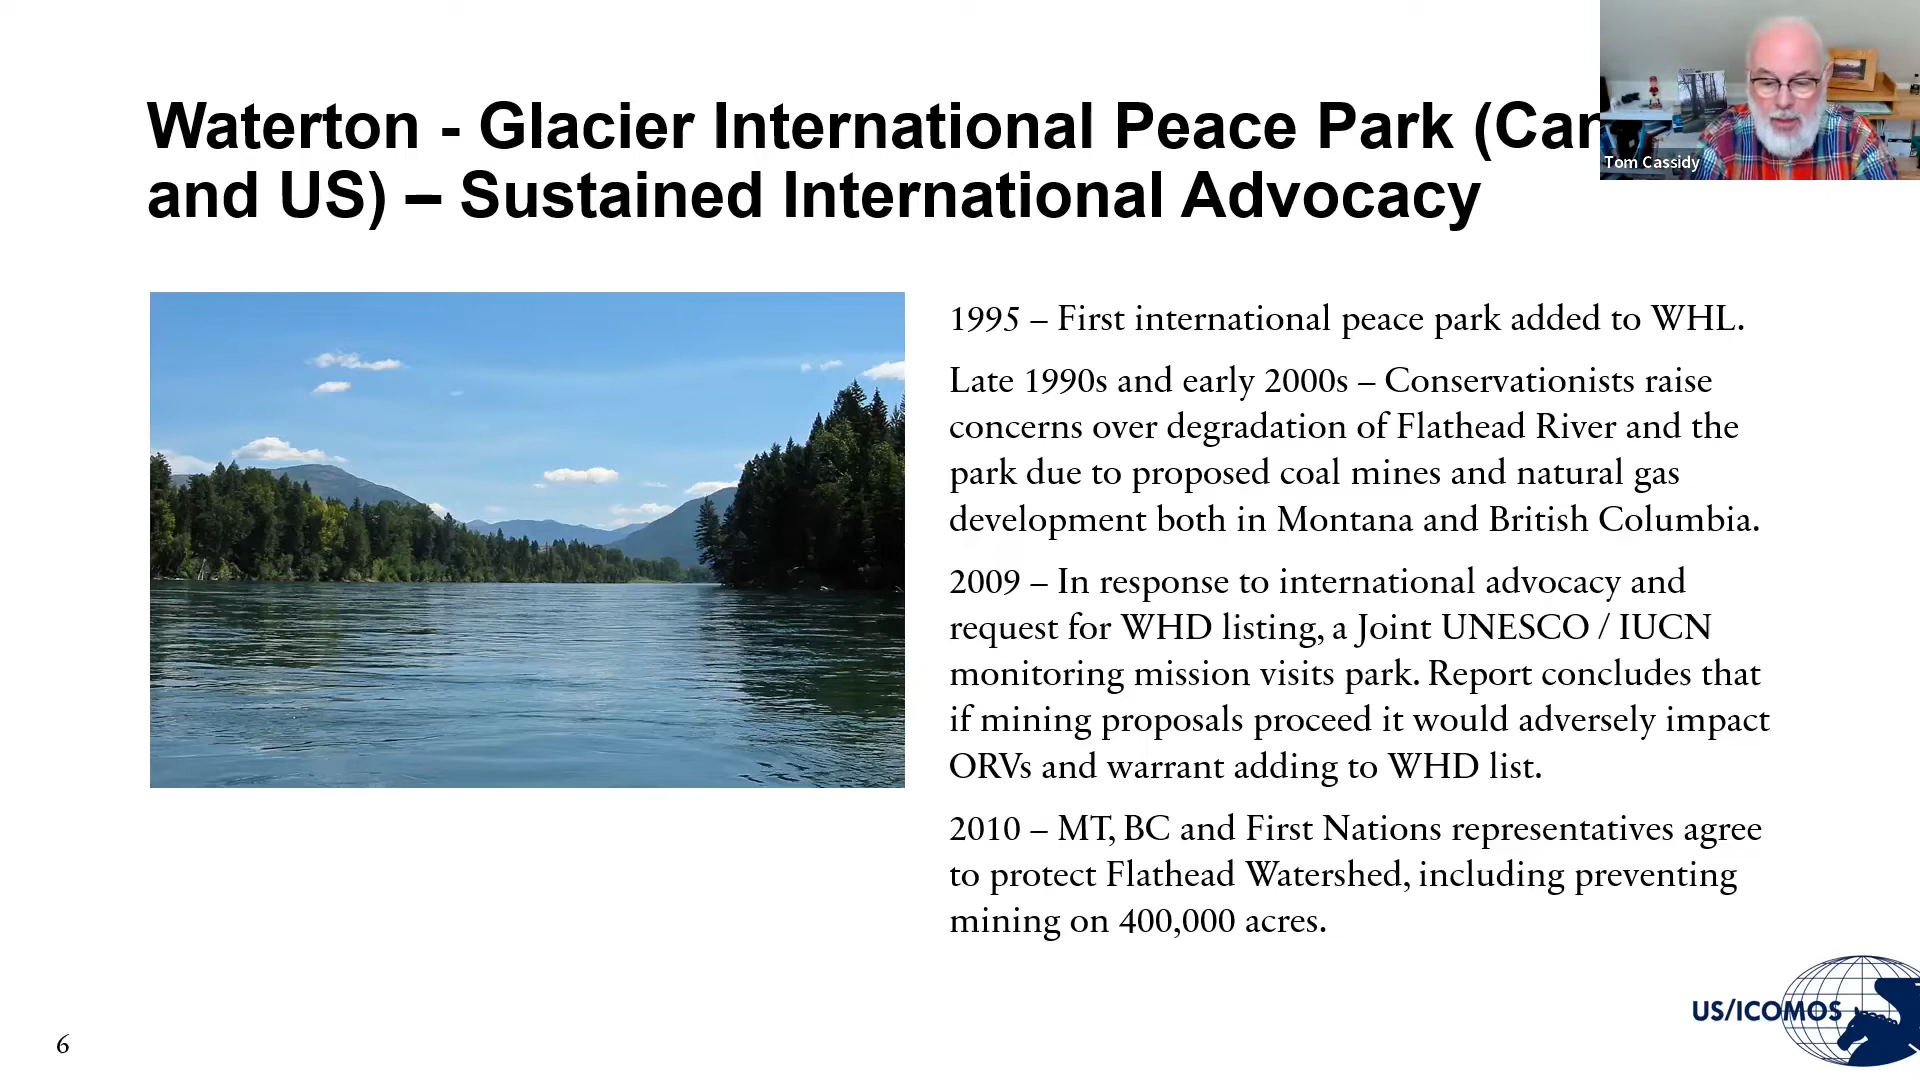 Waterton - Glacier International Peace Park (Can
and US) – Sustained International Advocacy
Tom Cassidy
1995 – First international peace park added to WHL.
Late 1990s and early 2000s – Conservationists raise
concerns over degradation of Flathead River and the
park due to proposed coal mines and natural gas
development both in Montana and British Columbia.
2009 – In response to international advocacy and
request for WHD listing, a Joint UNESCO / IUCN
monitoring mission visits park. Report concludes that
if mining proposals proceed it would adversely impact
ORVs and warrant adding to WHD list.
2010 – MT, BC and First Nations representatives agree
to protect Flathead Watershed, including preventing
mining on 400,000 acres.
US/ICOMOS
6